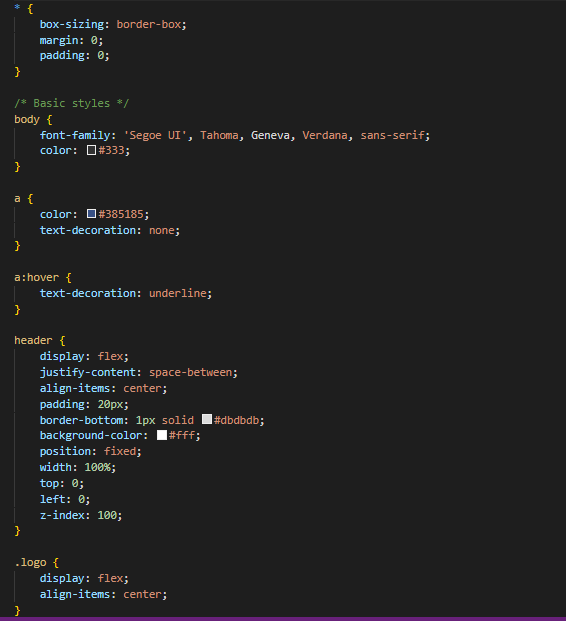 * {
    box-sizing: border-box;
    margin: 0;
    padding: 0;
}

/* Basic styles */
body {
    font-family: 'Segoe UI', Tahoma, Geneva, Verdana, sans-serif;
    color: #333;
}

a {
    color: #385185;
    text-decoration: none;
}

a:hover {
    text-decoration: underline;
}

header {
    display: flex;
    justify-content: space-between;
    align-items: center;
    padding: 20px;
    border-bottom: 1px solid #dbdbdb;
    background-color: #fff;
    position: fixed;
    width: 100%;
    top: 0;
    left: 0;
    z-index: 100;
}

.logo {
    display: flex;
    align-items: center;
}